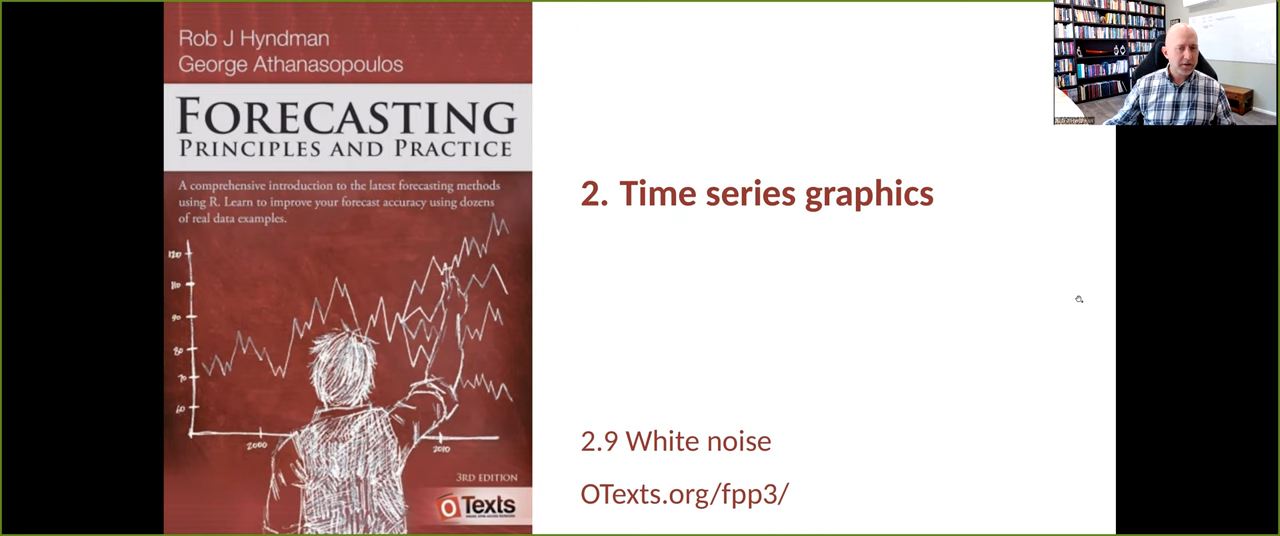 Rob J Hyndman
George Athanasopoulos
FORECASTING
PRINCIPLES AND PRACTICE
A comprehensive introduction to the latest forecasting methods
using R. Learn to improve your forecast accuracy using dozens
of real data examples.
120
110
90
80
70
60
2000
2010
3RD EDITION
OTexts
2. Time series graphics
2.9 White noise
OTexts.org/fpp3/